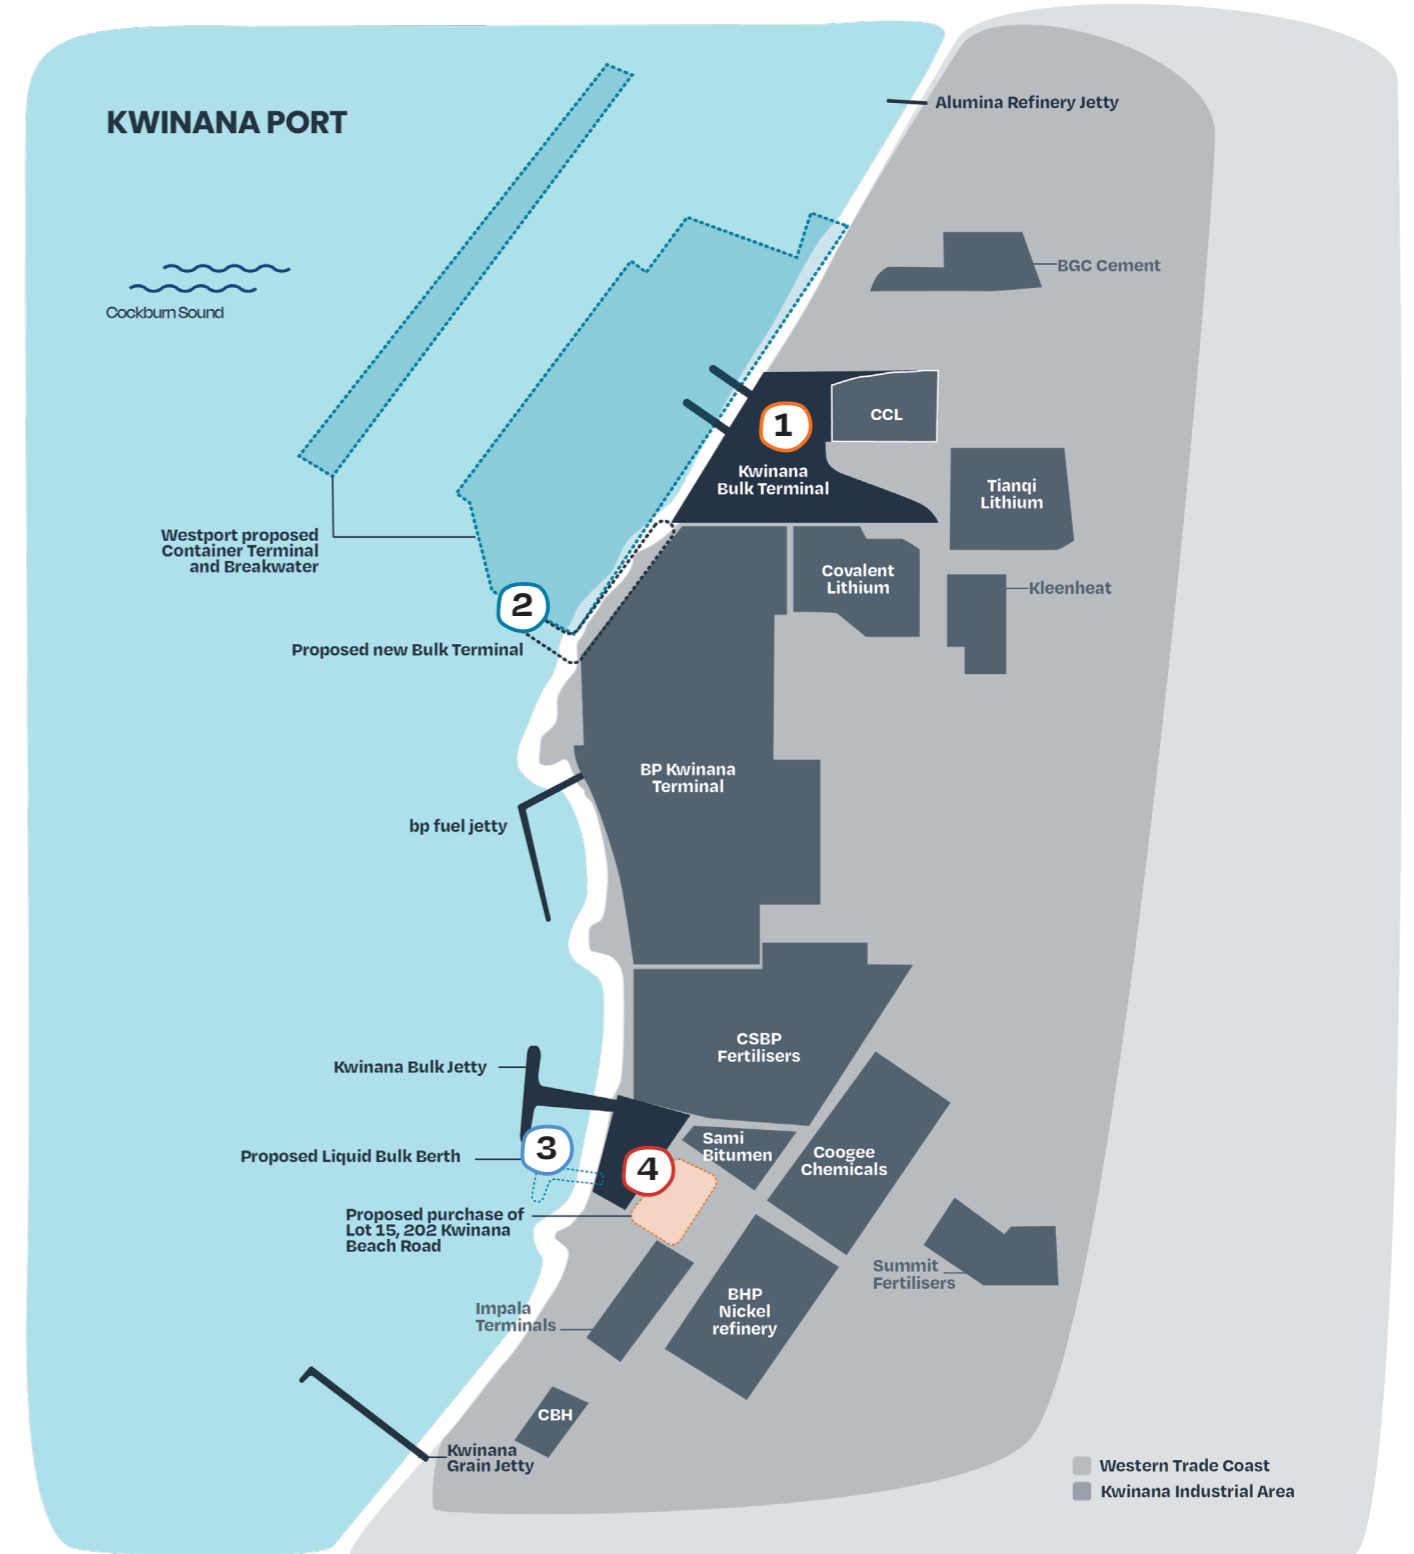 KWINANA PORT
Alumina Refinery Jetty
BGC Cement
Cockburn Sound
1
CCL
Kwinana
Bulk Terminal
Tianqi
Lithium
Westport proposed
Container Terminal
and Breakwater
Covalent
Lithium
Kleenheat
2
Proposed new Bulk Terminal
BP Kwinana
Terminal
bp fuel jetty
CSBP
Fertilisers
Kwinana Bulk Jetty
3
Proposed Liquid Bulk Berth
4
Sami
Bitumen
Coogee
Chemicals
Proposed purchase of
Lot 15, 202 Kwinana
Beach Road
Summit
Fertilisers
Impala
Terminals
BHP
Nickel
refinery
CBH
Kwinana
Grain Jetty
Western Trade Coast
Kwinana Industrial Area